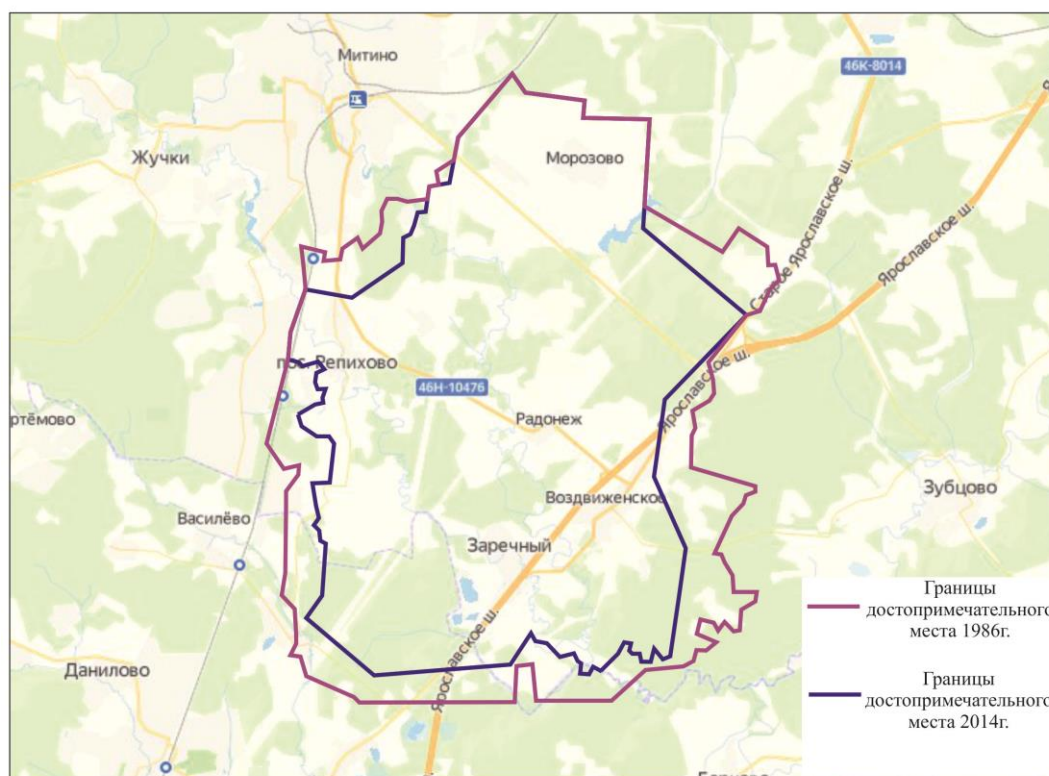 Митино
46К-8014
Жучки
Морозово
Старое Ярославское ш.
Ярославское ш.
пос. Репихово
46Н-10476
Ярославское ш.
ртёмово
Радонеж
Воздвиженское
Зубцово
Василёво
Заречный
Ярославское ш.
Данилово
Границы
достопримечательного
места 1986г.
Границы
достопримечательного
места 2014г.